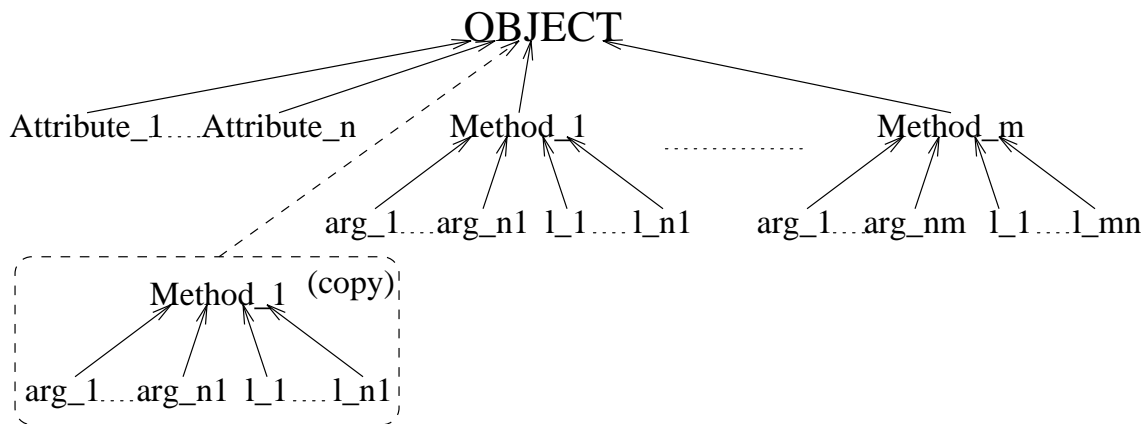 OBJECT
Attribute_1....Attribute_n Method_1 .............. Method_m
arg_1....arg_n1 l_1....l_n1 arg_1....arg_nm l_1....l_mn
Method_1 (copy)
arg_1....arg_n1 l_1....l_n1